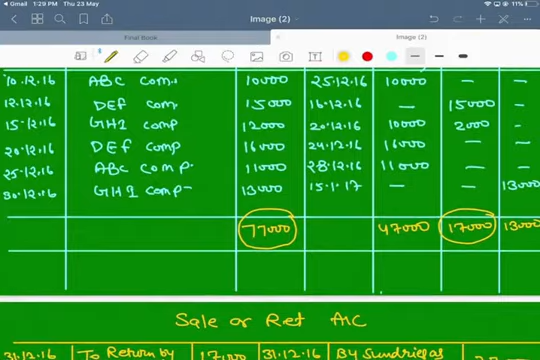 Gmail 1:29 PM Thu 23 May
Image (2)
Final Book
Image (2)
10.12.16 ABC Com. 10000 25.12.16 10000 — —
12.12.16 DEF Com. 15000 16.12.16 — 15000 —
15.12.16 GHI Comp 12000 20.12.16 10000 2000 -
20.12.16 DEF Comp 16000 24.12.16 16000 — —
25.12.16 ABC Comp. 11000 28.12.16 11000 — —
30.12.16 GHI Comp 13000 15.1.17 — — 13000
77000 47000 17000 13000
Sale or Ret A/C
31.12.16 To Return by 17000 31.12.16 By Sundries as